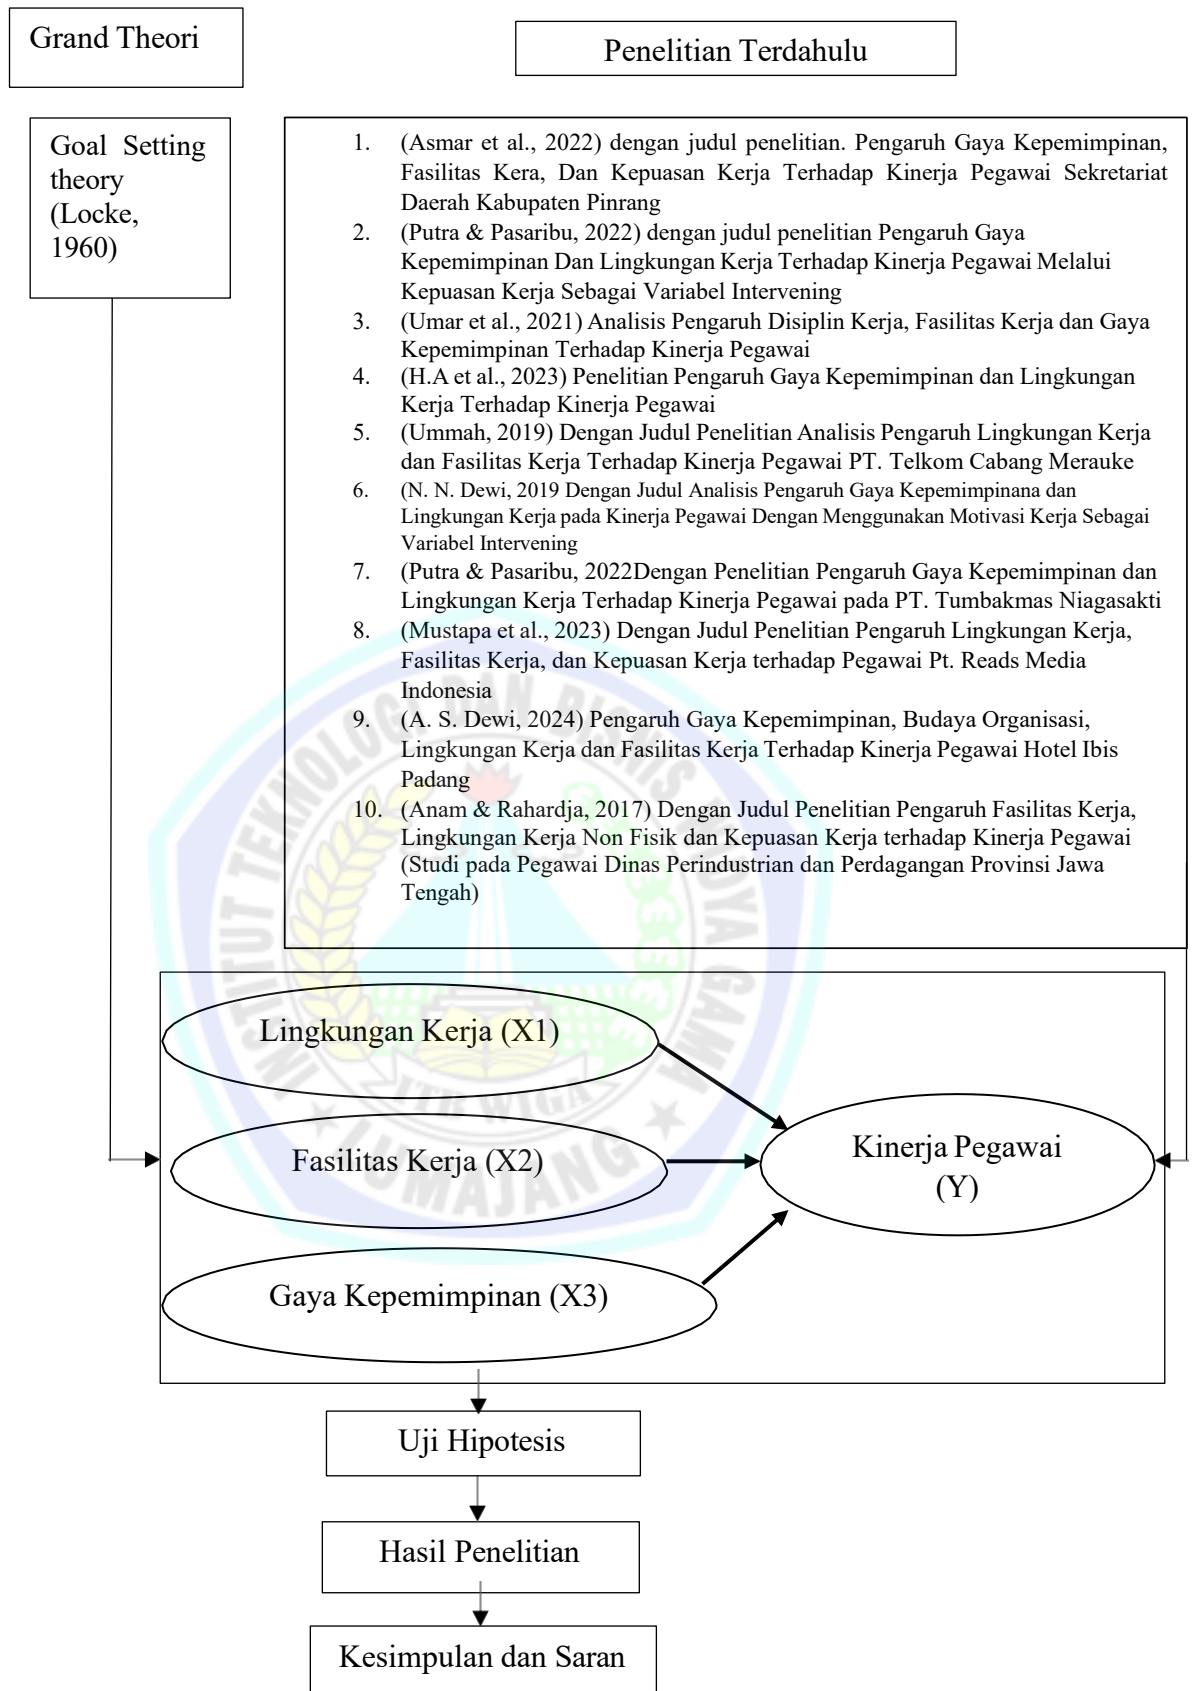 Grand Theori
Penelitian Terdahulu
Goal Setting
theory
(Locke,
1960)
1. (Asmar et al., 2022) dengan judul penelitian. Pengaruh Gaya Kepemimpinan,
Fasilitas Kera, Dan Kepuasan Kerja Terhadap Kinerja Pegawai Sekretariat
Daerah Kabupaten Pinrang
2. (Putra & Pasaribu, 2022) dengan judul penelitian Pengaruh Gaya
Kepemimpinan Dan Lingkungan Kerja Terhadap Kinerja Pegawai Melalui
Kepuasan Kerja Sebagai Variabel Intervening
3. (Umar et al., 2021) Analisis Pengaruh Disiplin Kerja, Fasilitas Kerja dan Gaya
Kepemimpinan Terhadap Kinerja Pegawai
4. (H.A et al., 2023) Penelitian Pengaruh Gaya Kepemimpinan dan Lingkungan
Kerja Terhadap Kinerja Pegawai
5. (Ummah, 2019) Dengan Judul Penelitian Analisis Pengaruh Lingkungan Kerja
dan Fasilitas Kerja Terhadap Kinerja Pegawai PT. Telkom Cabang Merauke
6. (N. N. Dewi, 2019 Dengan Judul Analisis Pengaruh Gaya Kepemimpinana dan
Lingkungan Kerja pada Kinerja Pegawai Dengan Menggunakan Motivasi Kerja Sebagai
Variabel Intervening
7. (Putra & Pasaribu, 2022Dengan Penelitian Pengaruh Gaya Kepemimpinan dan
Lingkungan Kerja Terhadap Kinerja Pegawai pada PT. Tumbakmas Niagasakti
8. (Mustapa et al., 2023) Dengan Judul Penelitian Pengaruh Lingkungan Kerja,
Fasilitas Kerja, dan Kepuasan Kerja terhadap Pegawai Pt. Reads Media
Indonesia
9. (A. S. Dewi, 2024) Pengaruh Gaya Kepemimpinan, Budaya Organisasi,
Lingkungan Kerja dan Fasilitas Kerja Terhadap Kinerja Pegawai Hotel Ibis
Padang
10. (Anam & Rahardja, 2017) Dengan Judul Penelitian Pengaruh Fasilitas Kerja,
Lingkungan Kerja Non Fisik dan Kepuasan Kerja terhadap Kinerja Pegawai
(Studi pada Pegawai Dinas Perindustrian dan Perdagangan Provinsi Jawa
Tengah)
INSTITUT TEKNOLOGI DAN BISNIS WIDYA GAMA
ITB WIGA
LUMAJANG
Lingkungan Kerja (X1)
Fasilitas Kerja (X2)
Gaya Kepemimpinan (X3)
Kinerja Pegawai
(Y)
Uji Hipotesis
Hasil Penelitian
Kesimpulan dan Saran